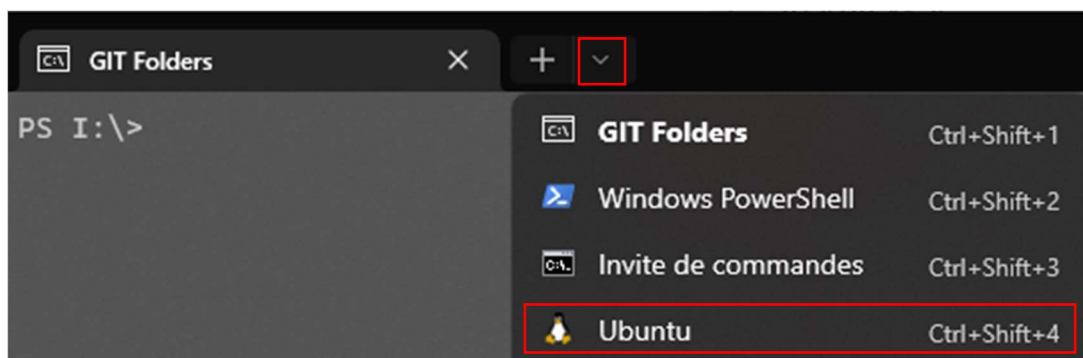 GIT Folders
PS I:\>
GIT Folders Ctrl+Shift+1
Windows PowerShell Ctrl+Shift+2
Invite de commandes Ctrl+Shift+3
Ubuntu Ctrl+Shift+4